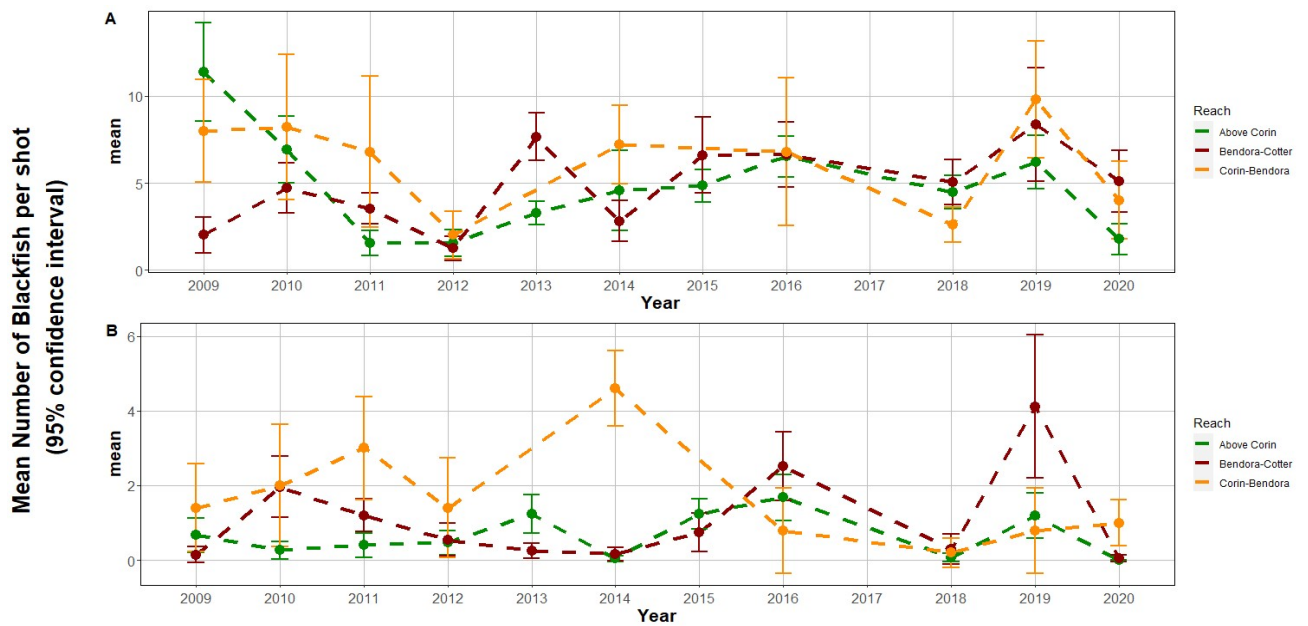 Mean Number of Blackfish per shot
(95% confidence interval)
A
mean
10
5
0
2009 2010 2011 2012 2013 2014 2015 2016 2017 2018 2019 2020
Year
Reach
Above Corin
Bendora-Cotter
Corin-Bendora
B
mean
6
4
2
0
2009 2010 2011 2012 2013 2014 2015 2016 2017 2018 2019 2020
Year
Reach
Above Corin
Bendora-Cotter
Corin-Bendora